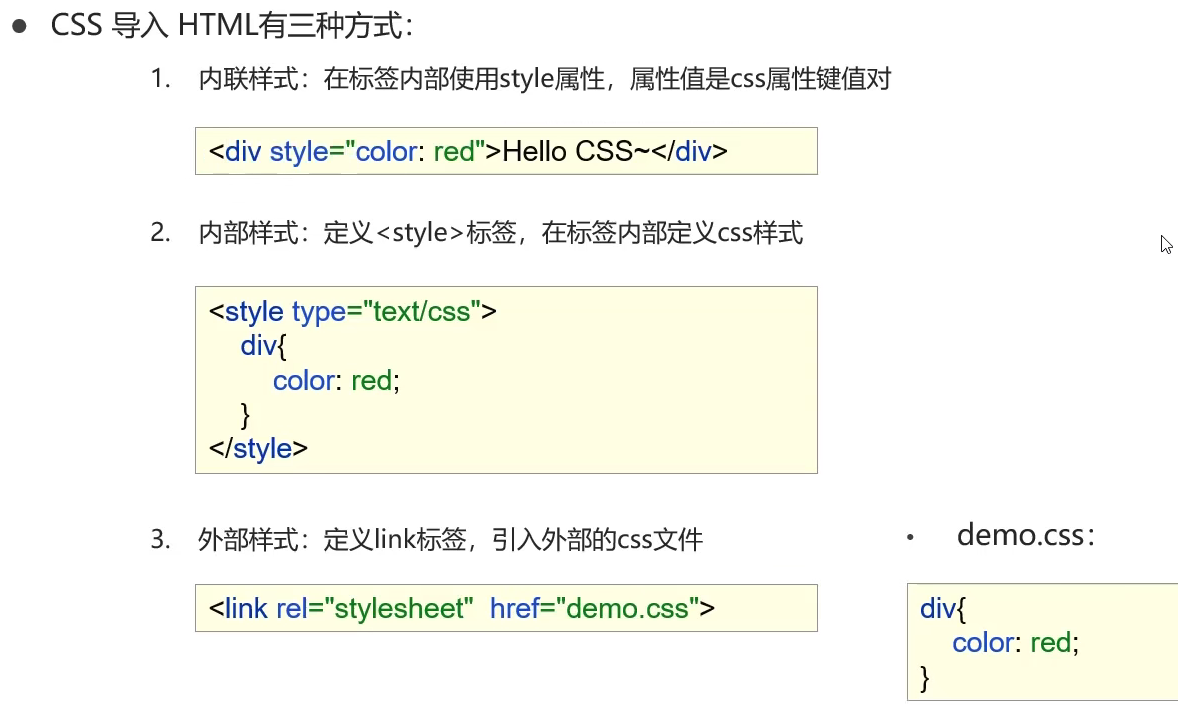 ● CSS 导入 HTML有三种方式：
1. 内联样式：在标签内部使用style属性，属性值是css属性键值对
<div style="color: red">Hello CSS~</div>
2. 内部样式：定义<style>标签，在标签内部定义css样式
<style type="text/css">
div{
color: red;
}
</style>
3. 外部样式：定义link标签，引入外部的css文件
<link rel="stylesheet" href="demo.css">
• demo.css：
div{
color: red;
}